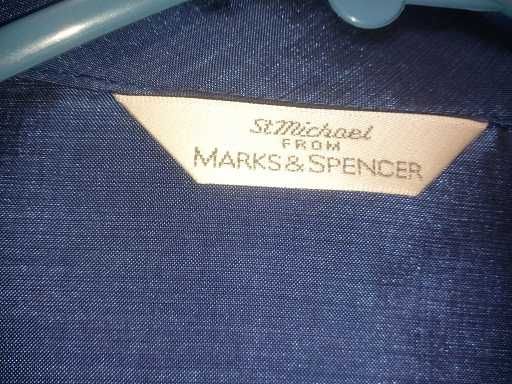 St Michael
FROM
MARKS & SPENCER